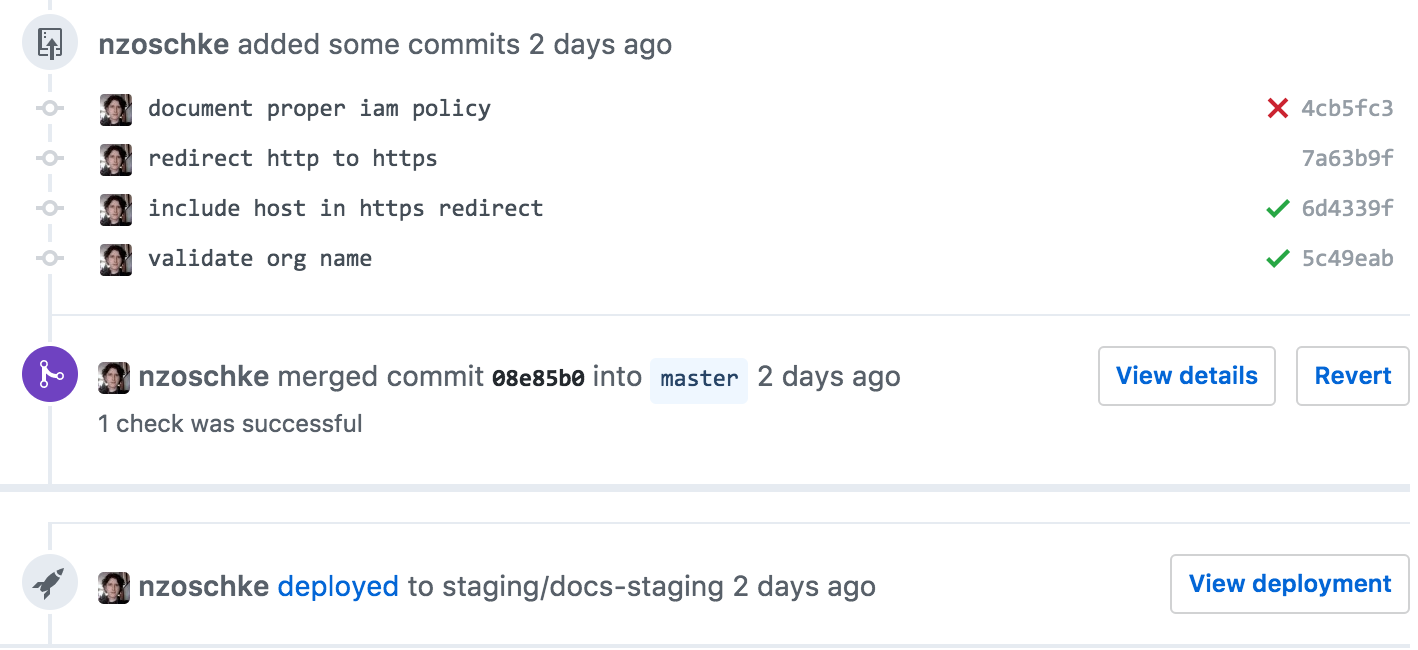 nzoschke added some commits 2 days ago
document proper iam policy 4cb5fc3
redirect http to https 7a63b9f
include host in https redirect 6d4339f
validate org name 5c49eab
nzoschke merged commit 08e85b0 into master 2 days ago View details Revert
1 check was successful
nzoschke deployed to staging/docs-staging 2 days ago View deployment